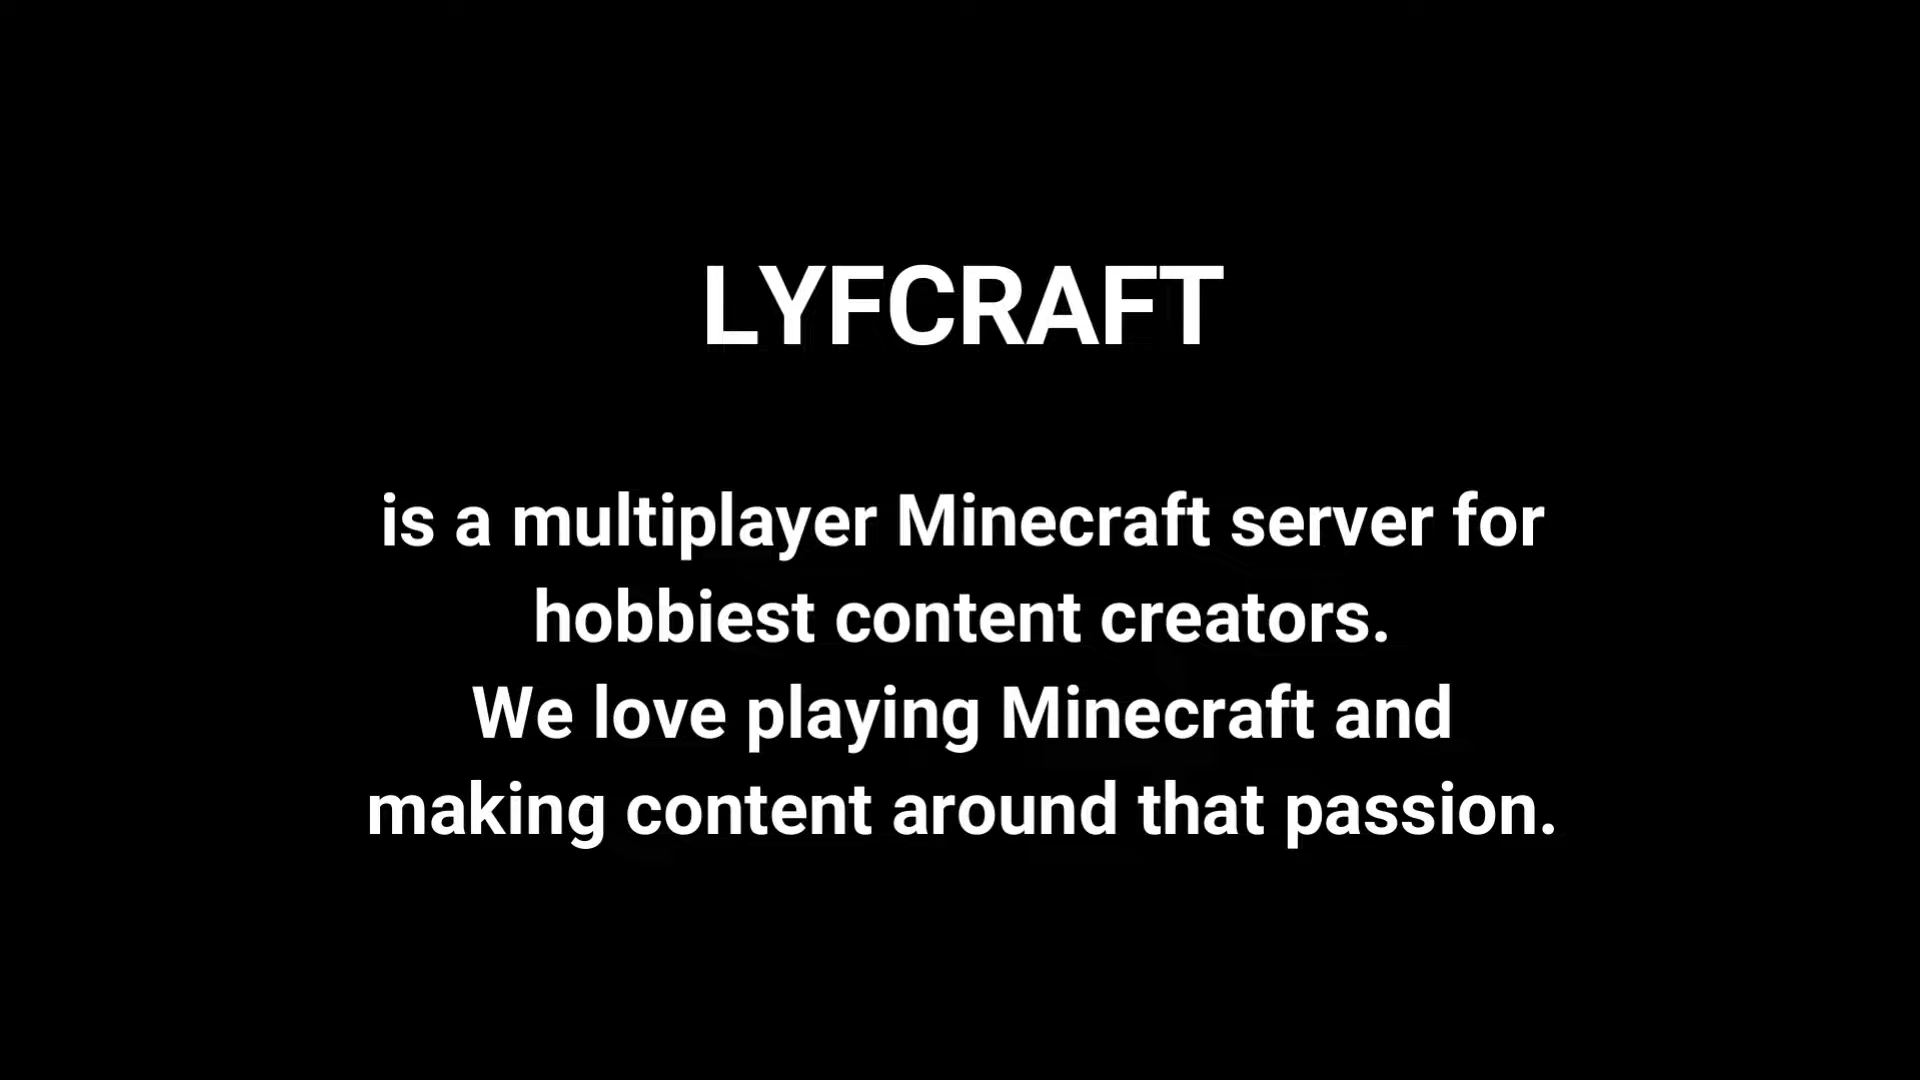 LYFCRAFT
is a multiplayer Minecraft server for
hobbiest content creators.
We love playing Minecraft and
making content around that passion.